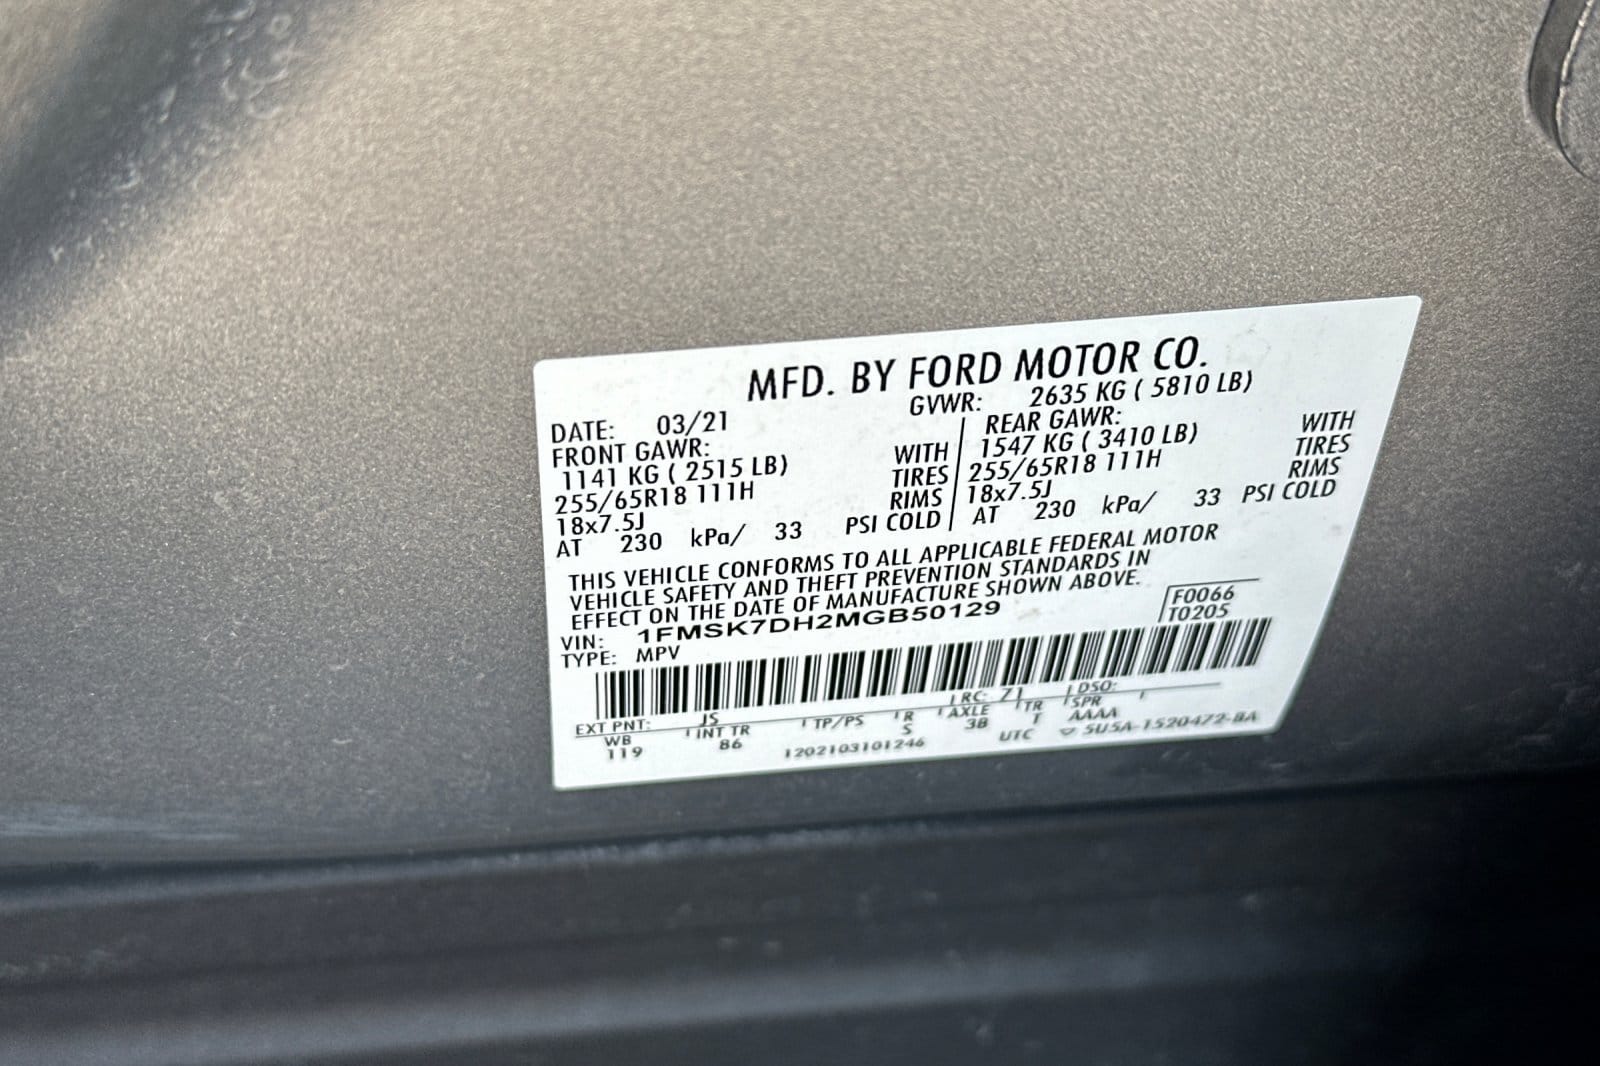 MFD. BY FORD MOTOR CO.
DATE: 03/21 GVWR: 2635 KG ( 5810 LB)
FRONT GAWR: REAR GAWR:
1141 KG ( 2515 LB) WITH 1547 KG ( 3410 LB) WITH
255/65R18 111H TIRES 255/65R18 111H TIRES
18x7.5J RIMS 18x7.5J RIMS
AT 230 kPa/ 33 PSI COLD AT 230 kPa/ 33 PSI COLD
THIS VEHICLE CONFORMS TO ALL APPLICABLE FEDERAL MOTOR
VEHICLE SAFETY AND THEFT PREVENTION STANDARDS IN
EFFECT ON THE DATE OF MANUFACTURE SHOWN ABOVE.
F0066
VIN: 1FMSK7DH2MGB50129 T0205
TYPE: MPV
EXT PNT: JS RC: 71 DSO:
WB INT TR TP/PS R AXLE TR SPR
119 86 S 38 T AAAA
1202103101246 UTC 5U5A-1520472-BA